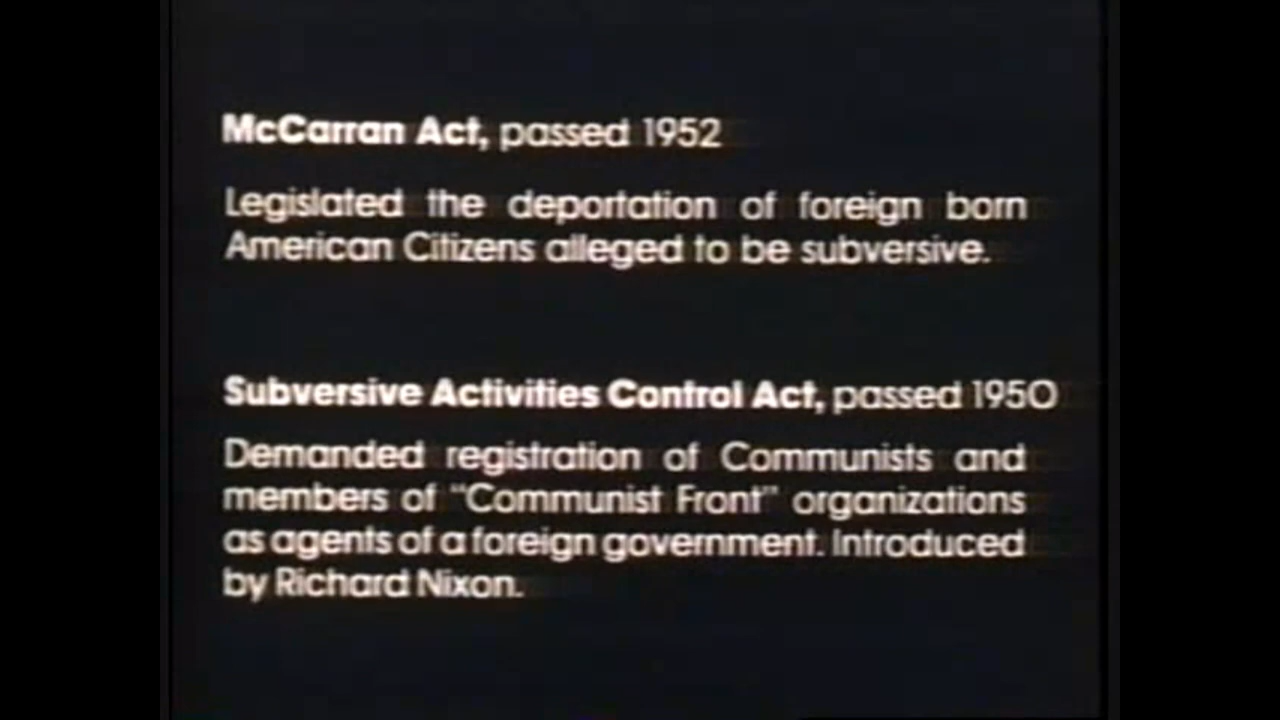 McCarran Act, passed 1952
Legislated the deportation of foreign born
American Citizens alleged to be subversive.
Subversive Activities Control Act, passed 1950
Demanded registration of Communists and
members of "Communist Front" organizations
as agents of a foreign government. Introduced
by Richard Nixon.